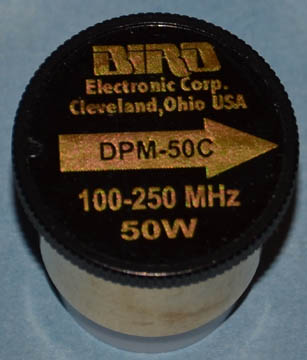 BIRD
Electronic Corp.
Cleveland,Ohio USA
DPM-50C
100-250 MHz
50W